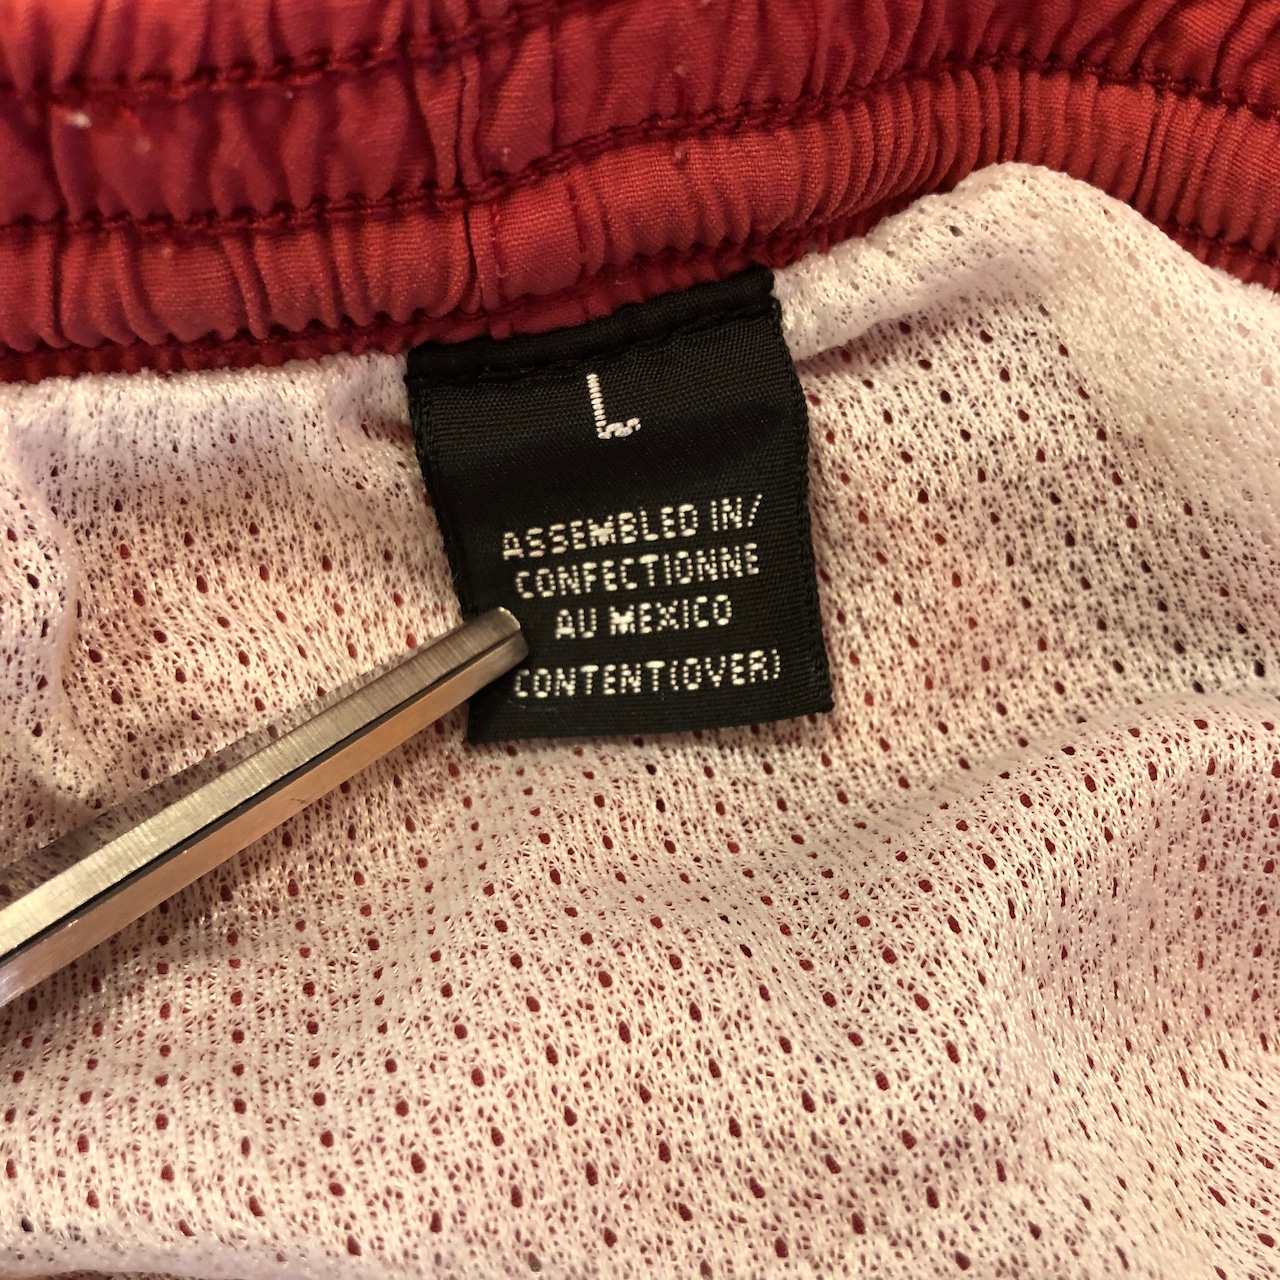 L
ASSEMBLED IN/
CONFECTIONNE
AU MEXICO
CONTENT(OVER)